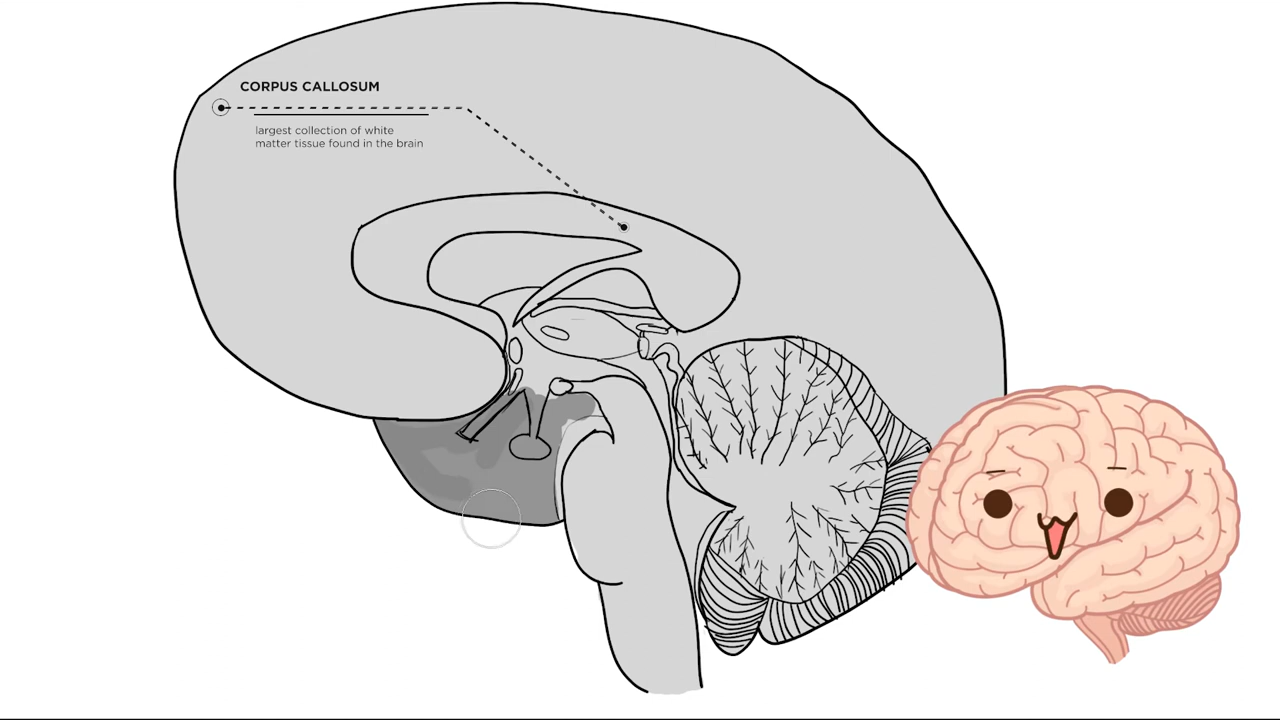 CORPUS CALLOSUM
largest collection of white
matter tissue found in the brain